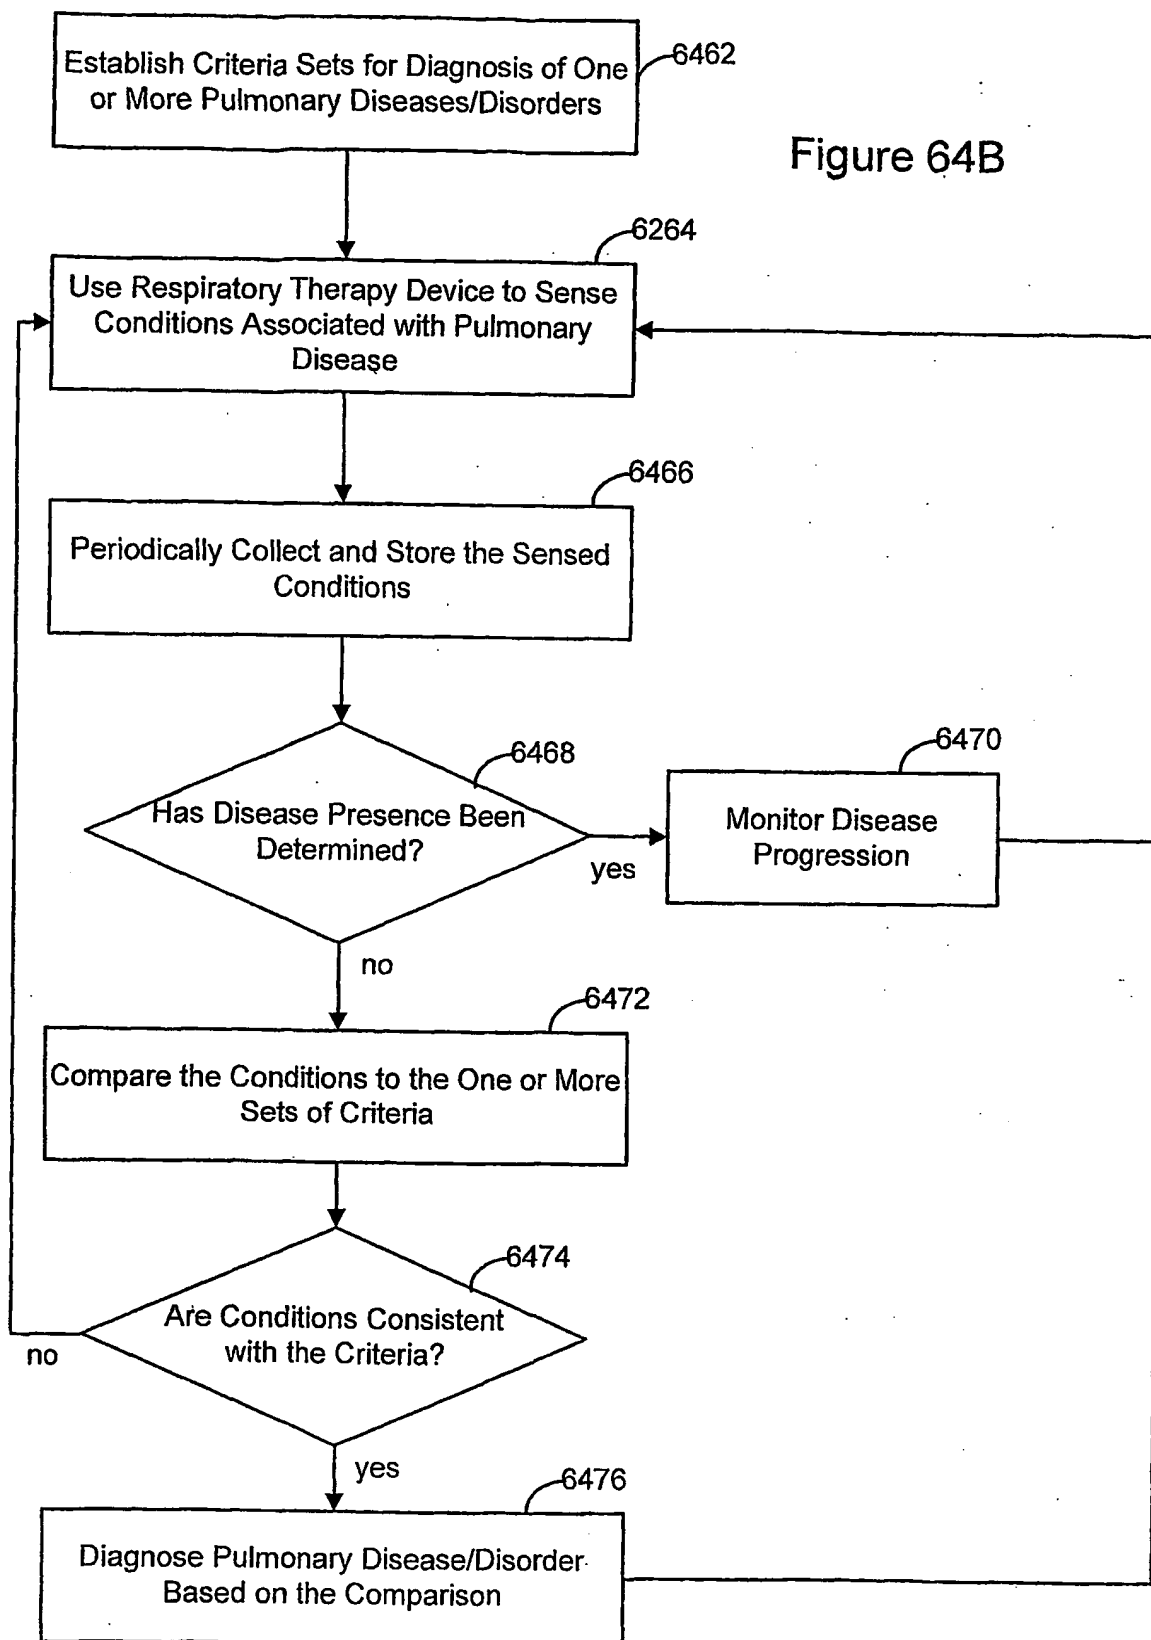 Establish Criteria Sets for Diagnosis of One
or More Pulmonary Diseases/Disorders
6462
Figure 64B
6264
Use Respiratory Therapy Device to Sense
Conditions Associated with Pulmonary
Disease
6466
Periodically Collect and Store the Sensed
Conditions
6468
Has Disease Presence Been
Determined?
yes
6470
Monitor Disease
Progression
no
6472
Compare the Conditions to the One or More
Sets of Criteria
6474
Are Conditions Consistent
with the Criteria?
no
yes
6476
Diagnose Pulmonary Disease/Disorder
Based on the Comparison